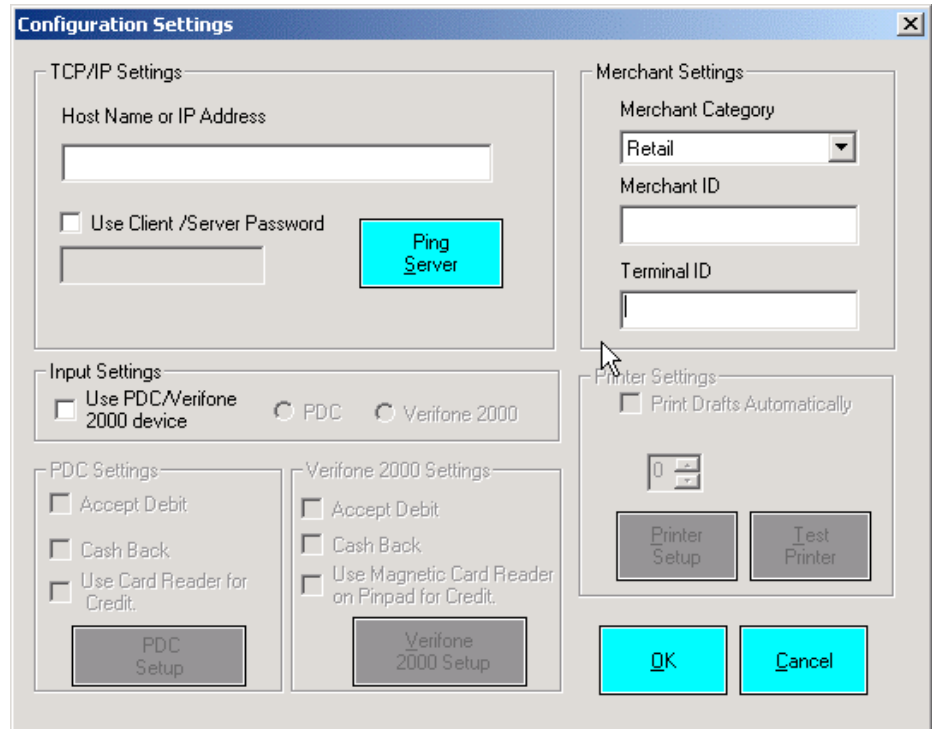 Configuration Settings
TCP/IP Settings
Host Name or IP Address
Use Client /Server Password
Ping
Server
Merchant Settings
Merchant Category
Retail
Merchant ID
Terminal ID
Input Settings
Use PDC/Verifone
2000 device
PDC
Verifone 2000
Printer Settings
Print Drafts Automatically
0
Printer
Setup
Test
Printer
PDC Settings
Accept Debit
Cash Back
Use Card Reader for
Credit.
PDC
Setup
Verifone 2000 Settings
Accept Debit
Cash Back
Use Magnetic Card Reader
on Pinpad for Credit.
Verifone
2000 Setup
OK
Cancel